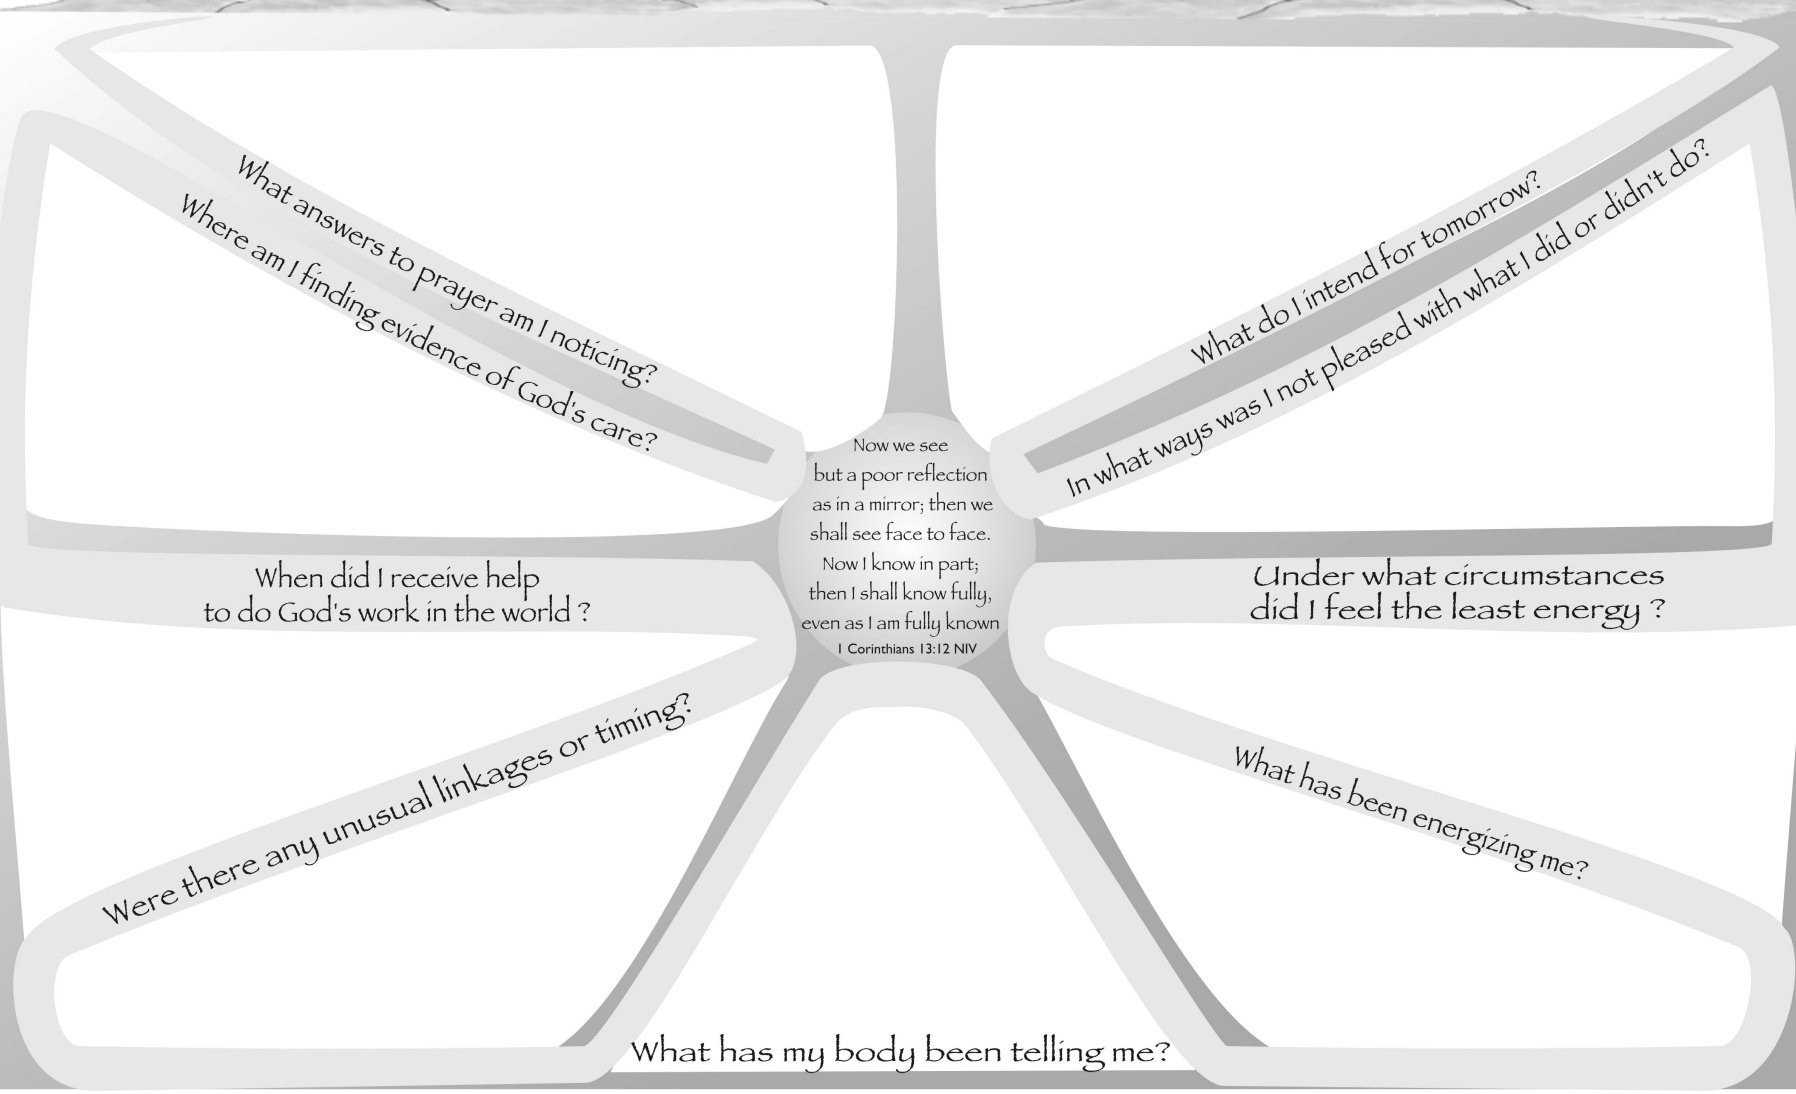 What answers to prayer am I noticing?
Where am I finding evidence of God's care?
What do I intend for tomorrow?
In what ways was I not pleased with what I did or didn't do?
Now we see
but a poor reflection
as in a mirror; then we
shall see face to face.
Now I know in part;
then I shall know fully,
even as I am fully known
1 Corinthians 13:12 NIV
When did I receive help
to do God's work in the world ?
Under what circumstances
did I feel the least energy ?
Were there any unusual linkages or timing?
What has been energizing me?
What has my body been telling me?